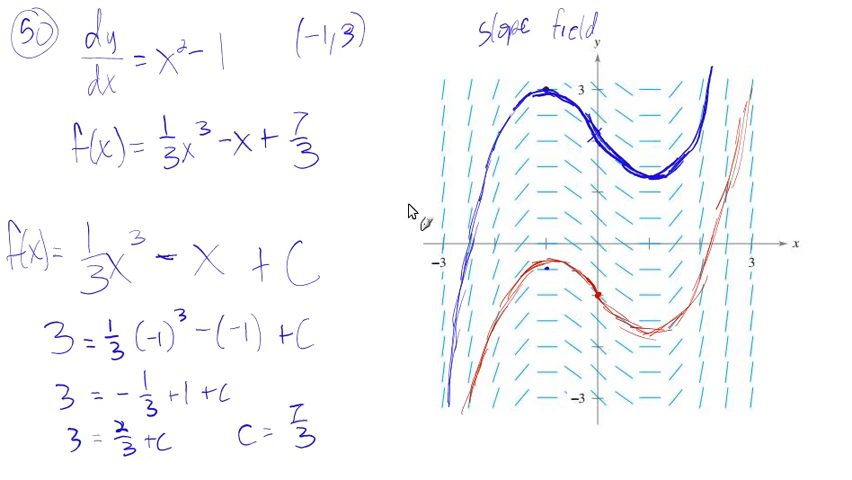 50
dy/dx = x² - 1 (-1,3)
f(x) = 1/3 x³ - x + 7/3
f(x) = 1/3 x³ - x + C
3 = 1/3 (-1)³ - (-1) + C
3 = - 1/3 + 1 + C
3 = 2/3 + C C = 7/3
slope field
y
3
x
-3 3
-3